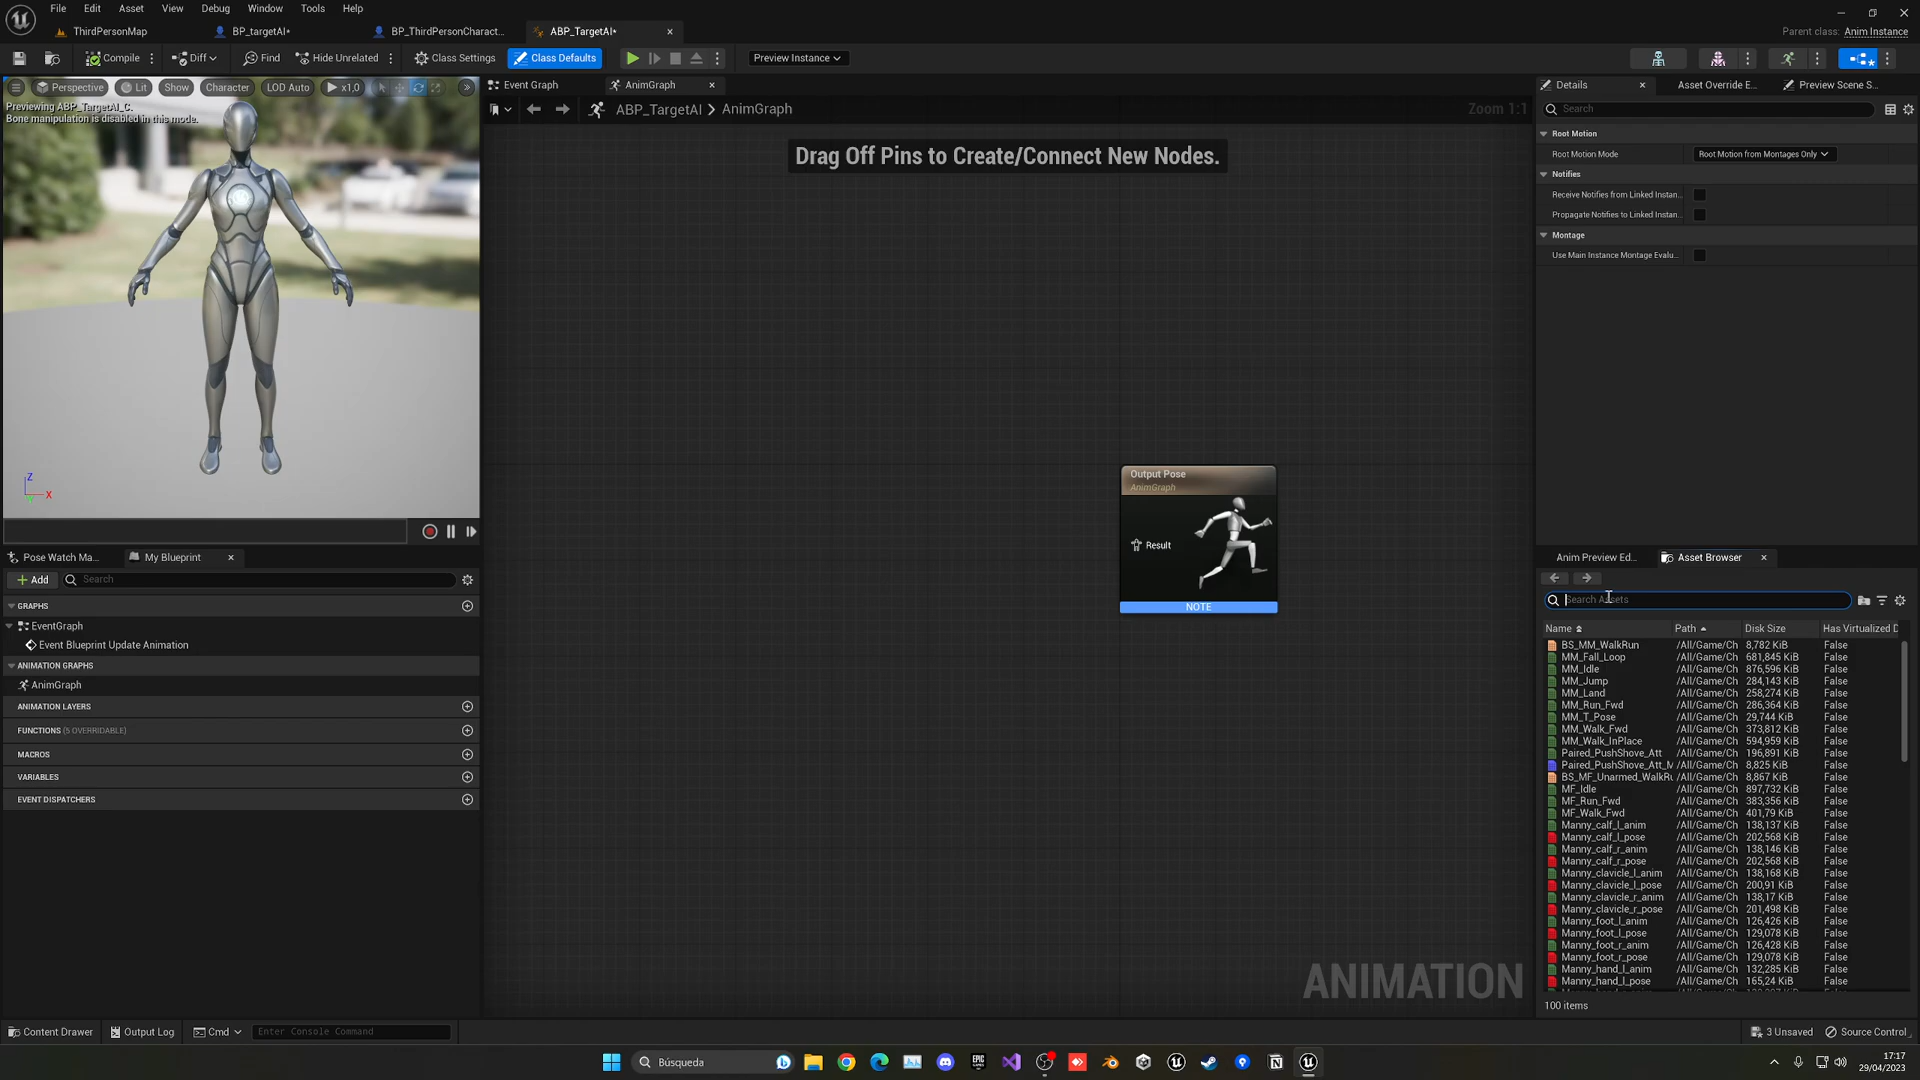 File Edit Asset View Debug Window Tools Help
ThirdPersonMap BP_targetAI* BP_ThirdPersonCharact... ABP_TargetAI*
Parent class: Anim Instance
Compile Diff Find Hide Unrelated Class Settings Class Defaults Preview Instance
Perspective Lit Show Character LOD Auto x1,0
Previewing ABP_TargetAI_C.
Bone manipulation is disabled in this mode.
Z
X
Event Graph AnimGraph
ABP_TargetAI > AnimGraph
Zoom 1:1
Drag Off Pins to Create/Connect New Nodes.
Output Pose
AnimGraph
Result
NOTE
ANIMATION
Pose Watch Ma... My Blueprint
Add Search
GRAPHS
EventGraph
Event Blueprint Update Animation
ANIMATION GRAPHS
AnimGraph
ANIMATION LAYERS
FUNCTIONS (5 OVERRIDABLE)
MACROS
VARIABLES
EVENT DISPATCHERS
Details Asset Override E... Preview Scene S...
Search
Root Motion
Root Motion Mode Root Motion from Montages Only
Notifies
Receive Notifies from Linked Instan...
Propagate Notifies to Linked Instan...
Montage
Use Main Instance Montage Evalu...
Anim Preview Ed... Asset Browser
Search Assets
Name Path Disk Size Has Virtualized D
BS_MM_WalkRun /All/Game/Ch 8,782 KiB False
MM_Fall_Loop /All/Game/Ch 681,845 KiB False
MM_Idle /All/Game/Ch 876,596 KiB False
MM_Jump /All/Game/Ch 284,143 KiB False
MM_Land /All/Game/Ch 258,274 KiB False
MM_Run_Fwd /All/Game/Ch 286,364 KiB False
MM_T_Pose /All/Game/Ch 29,744 KiB False
MM_Walk_Fwd /All/Game/Ch 373,812 KiB False
MM_Walk_InPlace /All/Game/Ch 594,959 KiB False
Paired_PushShove_Att /All/Game/Ch 196,891 KiB False
Paired_PushShove_Att_M /All/Game/Ch 8,825 KiB False
BS_MF_Unarmed_WalkRu /All/Game/Ch 8,867 KiB False
MF_Idle /All/Game/Ch 897,732 KiB False
MF_Run_Fwd /All/Game/Ch 383,356 KiB False
MF_Walk_Fwd /All/Game/Ch 401,79 KiB False
Manny_calf_l_anim /All/Game/Ch 138,137 KiB False
Manny_calf_l_pose /All/Game/Ch 202,568 KiB False
Manny_calf_r_anim /All/Game/Ch 138,146 KiB False
Manny_calf_r_pose /All/Game/Ch 202,568 KiB False
Manny_clavicle_l_anim /All/Game/Ch 138,168 KiB False
Manny_clavicle_l_pose /All/Game/Ch 200,91 KiB False
Manny_clavicle_r_anim /All/Game/Ch 138,17 KiB False
Manny_clavicle_r_pose /All/Game/Ch 201,498 KiB False
Manny_foot_l_anim /All/Game/Ch 126,426 KiB False
Manny_foot_l_pose /All/Game/Ch 129,078 KiB False
Manny_foot_r_anim /All/Game/Ch 126,428 KiB False
Manny_foot_r_pose /All/Game/Ch 129,078 KiB False
Manny_hand_l_anim /All/Game/Ch 132,285 KiB False
Manny_hand_l_pose /All/Game/Ch 165,24 KiB False
100 items
Content Drawer Output Log Cmd Enter Console Command 3 Unsaved Source Control
Búsqueda
17:17
29/04/2023